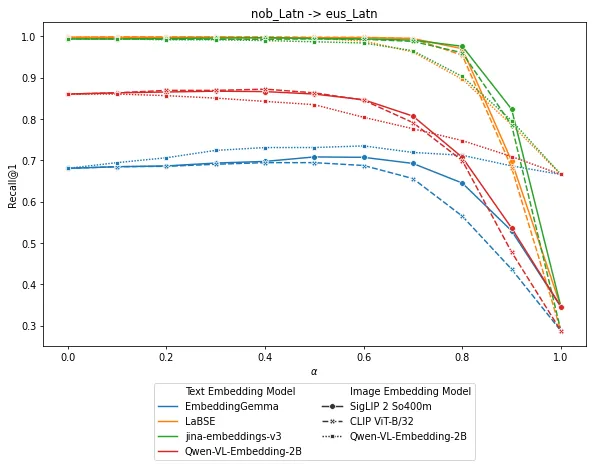 nob_Latn -> eus_Latn
Recall@1
1.0
0.9
0.8
0.7
0.6
0.5
0.4
0.3
0.0
0.2
0.4
0.6
0.8
1.0
α
Text Embedding Model
EmbeddingGemma
LaBSE
jina-embeddings-v3
Qwen-VL-Embedding-2B
Image Embedding Model
SigLIP 2 So400m
CLIP ViT-B/32
Qwen-VL-Embedding-2B